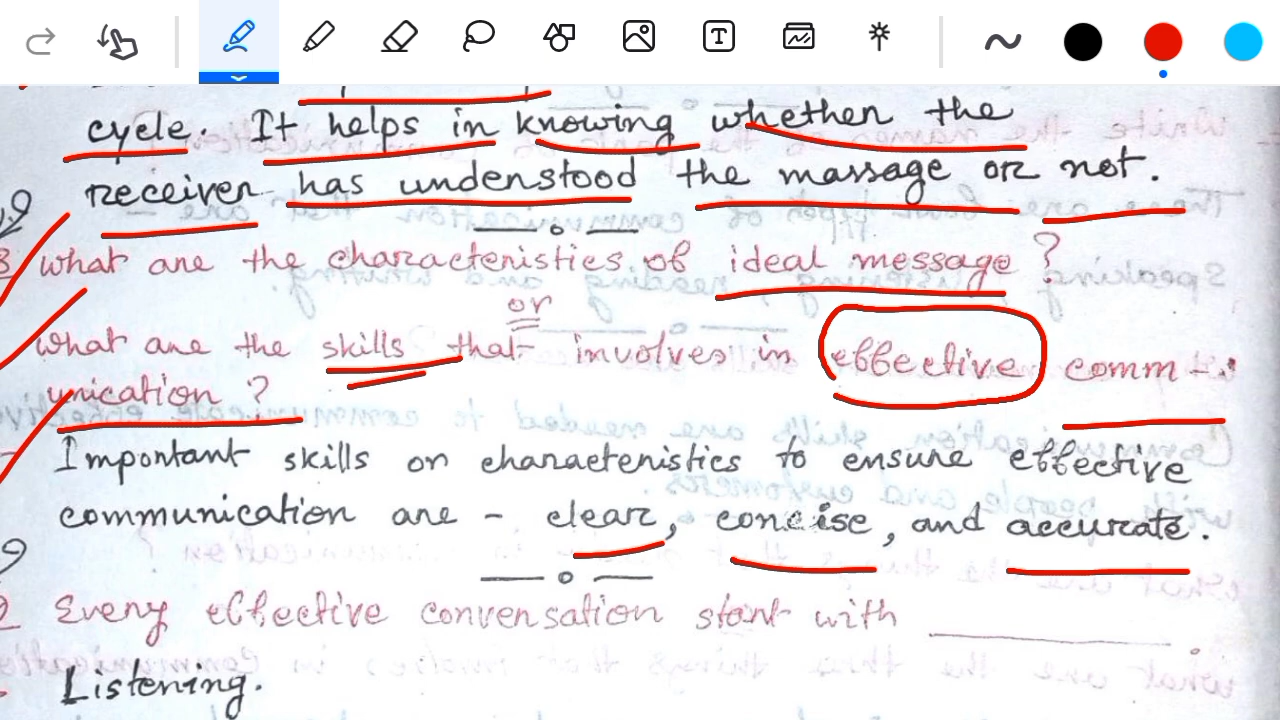 cycle. It helps in knowing whether the
receiver has understood the massage or not.
what are the characteristics of ideal message ?
or
what are the skills that involves in effective comm-
unication ?
Important skills or characteristics to ensure effective
communication are - clear, concise, and accurate.
Every effective conversation start with ________.
Listening.